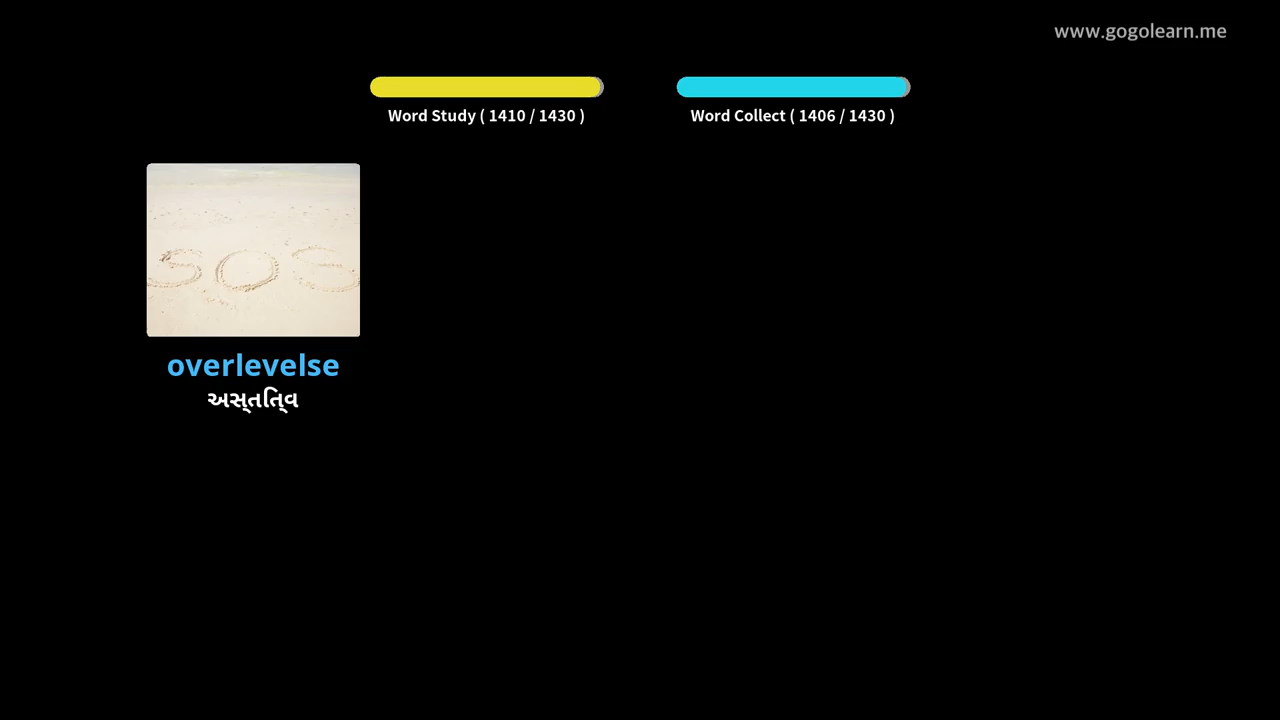 www.gogolearn.me
Word Study ( 1410 / 1430 )
Word Collect ( 1406 / 1430 )
SOS
overlevelse
અસ્તિત્વ